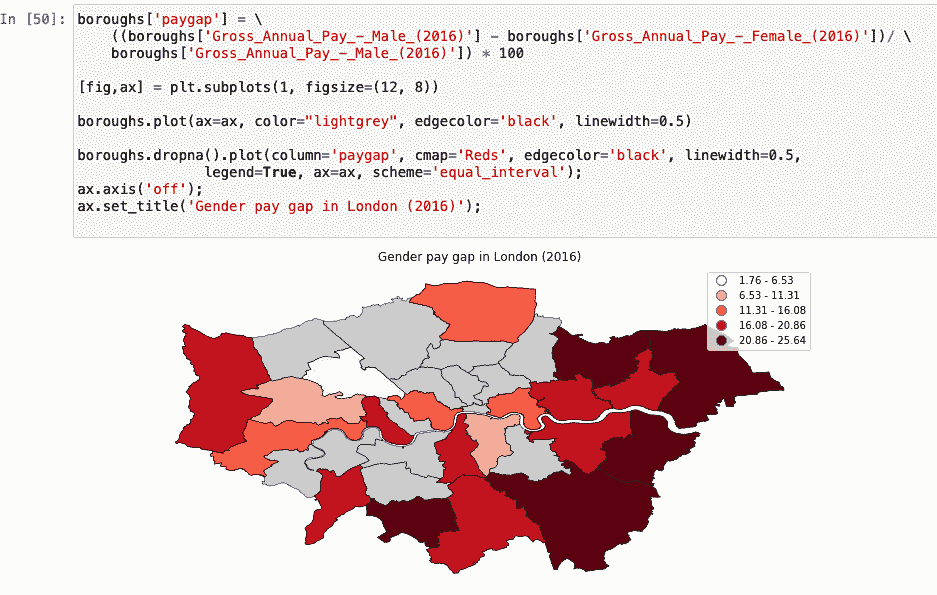 In [50]: boroughs['paygap'] = \
((boroughs['Gross_Annual_Pay_-_Male_(2016)'] - boroughs['Gross_Annual_Pay_-_Female_(2016)'])/ \
boroughs['Gross_Annual_Pay_-_Male_(2016)']) * 100
[fig,ax] = plt.subplots(1, figsize=(12, 8))
boroughs.plot(ax=ax, color="lightgrey", edgecolor='black', linewidth=0.5)
boroughs.dropna().plot(column='paygap', cmap='Reds', edgecolor='black', linewidth=0.5,
legend=True, ax=ax, scheme='equal_interval');
ax.axis('off');
ax.set_title('Gender pay gap in London (2016)');
Gender pay gap in London (2016)
1.76 - 6.53
6.53 - 11.31
11.31 - 16.08
16.08 - 20.86
20.86 - 25.64